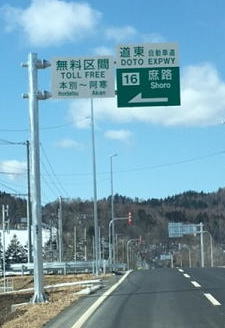 無料区間
TOLL FREE
本別～阿寒
Honbetsu Akan
道東 自動車道
DOTO EXPWY
16 庶路
Shoro